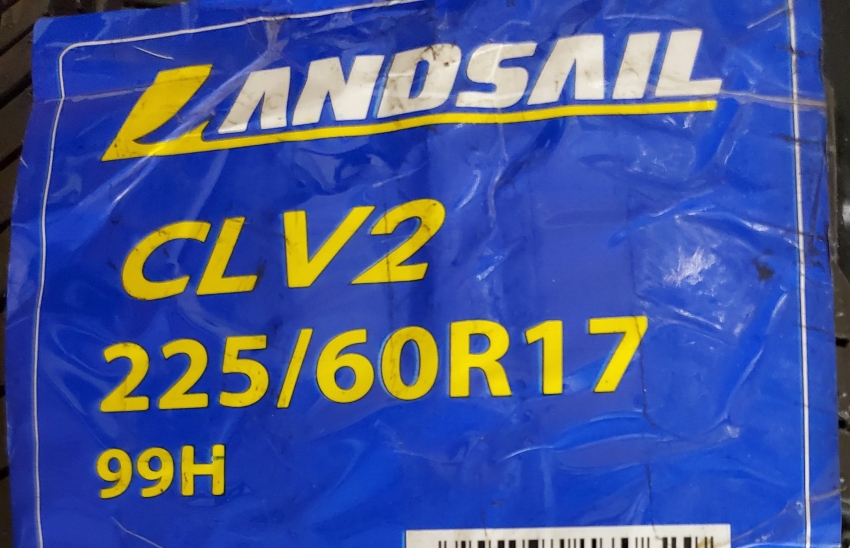 LANDSAIL
CLV2
225/60R17
99H